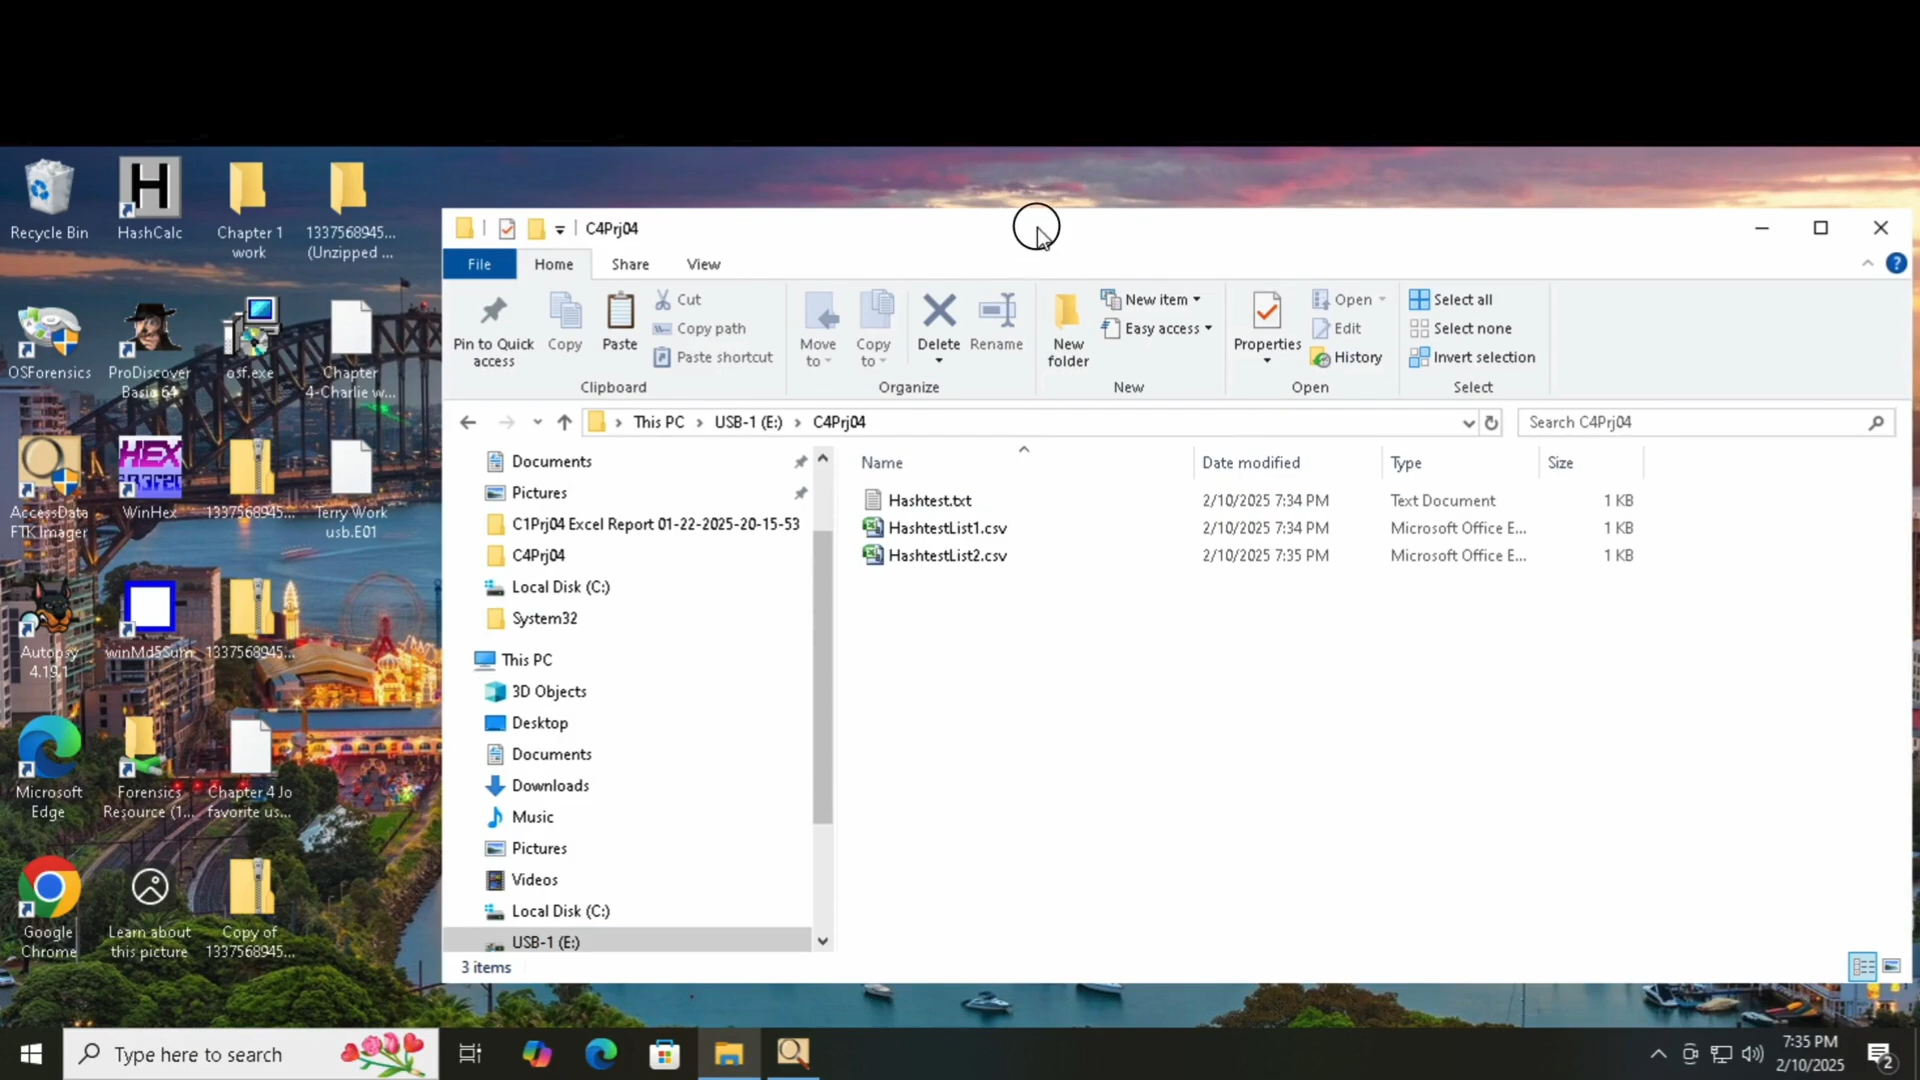 Recycle Bin
HashCalc
Chapter 1
work
1337568945...
(Unzipped ...
OSForensics
ProDiscover
Basic 64
osf.exe
Chapter
4-Charlie w...
AccessData
FTK Imager
WinHex
1337568945...
Terry Work
usb.E01
Autopsy
4.19.1
winMd5Sum
1337568945...
Microsoft
Edge
Forensics
Resource (1...
Chapter 4 Jo
favorite us...
Google
Chrome
Learn about
this picture
Copy of
1337568945...
C4Prj04
File
Home
Share
View
Pin to Quick
access
Copy
Paste
Cut
Copy path
Paste shortcut
Clipboard
Move
to
Copy
to
Delete
Rename
Organize
New
folder
New item
Easy access
New
Properties
Open
Edit
History
Open
Select all
Select none
Invert selection
Select
This PC > USB-1 (E:) > C4Prj04
Search C4Prj04
Documents
Pictures
C1Prj04 Excel Report 01-22-2025-20-15-53
C4Prj04
Local Disk (C:)
System32
This PC
3D Objects
Desktop
Documents
Downloads
Music
Pictures
Videos
Local Disk (C:)
USB-1 (E:)
Name Date modified Type Size
Hashtest.txt 2/10/2025 7:34 PM Text Document 1 KB
HashtestList1.csv 2/10/2025 7:34 PM Microsoft Office E... 1 KB
HashtestList2.csv 2/10/2025 7:35 PM Microsoft Office E... 1 KB
3 items
Type here to search
7:35 PM
2/10/2025
2